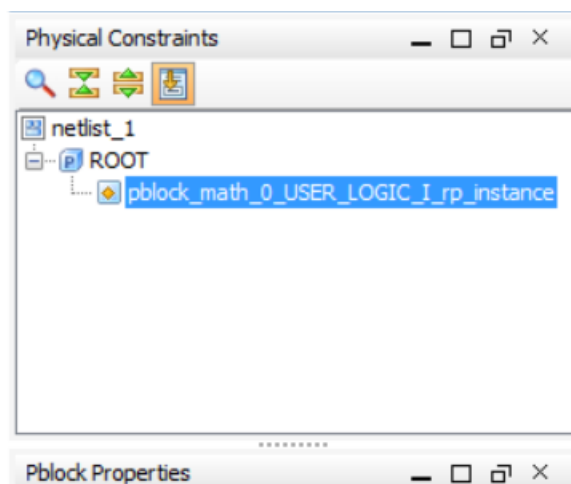 Physical Constraints
netlist_1
ROOT
pblock_math_0_USER_LOGIC_I_rp_instance
Pblock Properties